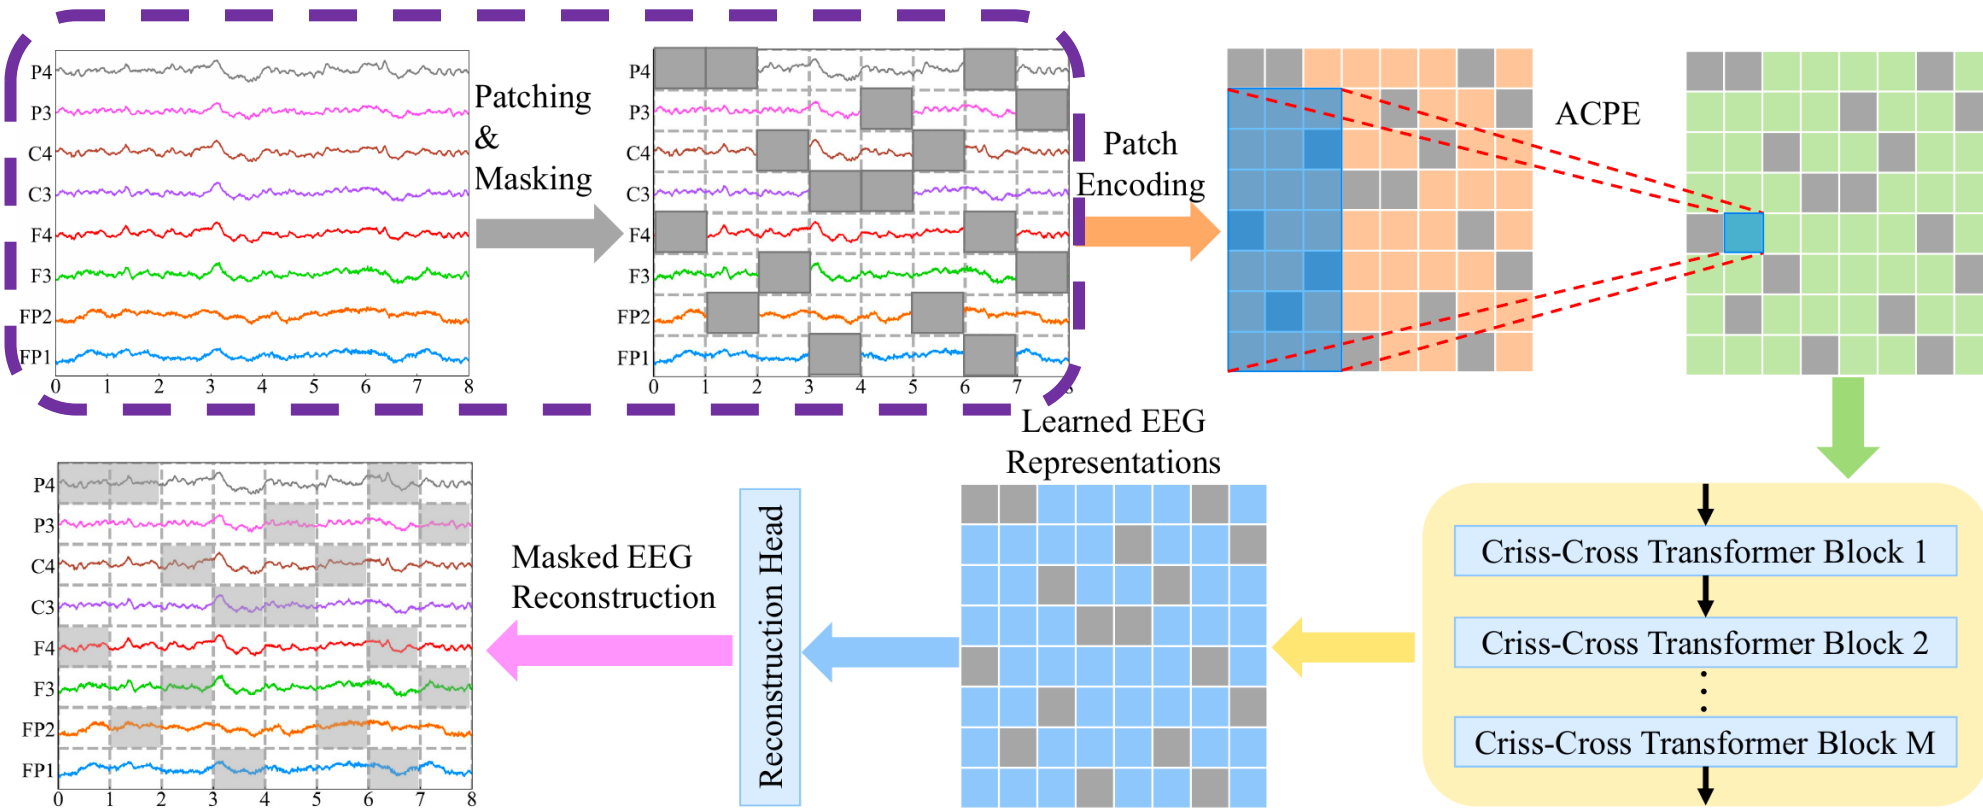 P4
P3
C4
C3
F4
F3
FP2
FP1
0 1 2 3 4 5 6 7 8
Patching
&
Masking
P4
P3
C4
C3
F4
F3
FP2
FP1
0 1 2 3 4 5 6 7 8
Patch
Encoding
ACPE
Criss-Cross Transformer Block 1
Criss-Cross Transformer Block 2
Criss-Cross Transformer Block M
Learned EEG
Representations
Reconstruction Head
Masked EEG
Reconstruction
P4
P3
C4
C3
F4
F3
FP2
FP1
0 1 2 3 4 5 6 7 8